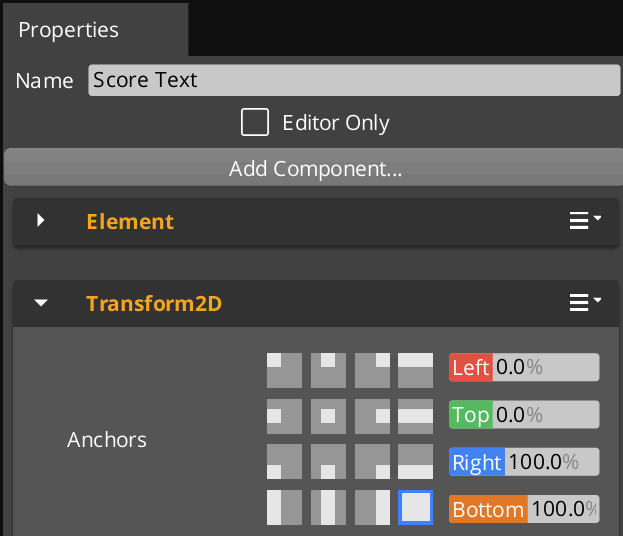 Properties
Name Score Text
Editor Only
Add Component...
Element
Transform2D
Left 0.0%
Top 0.0%
Anchors
Right 100.0%
Bottom 100.0%